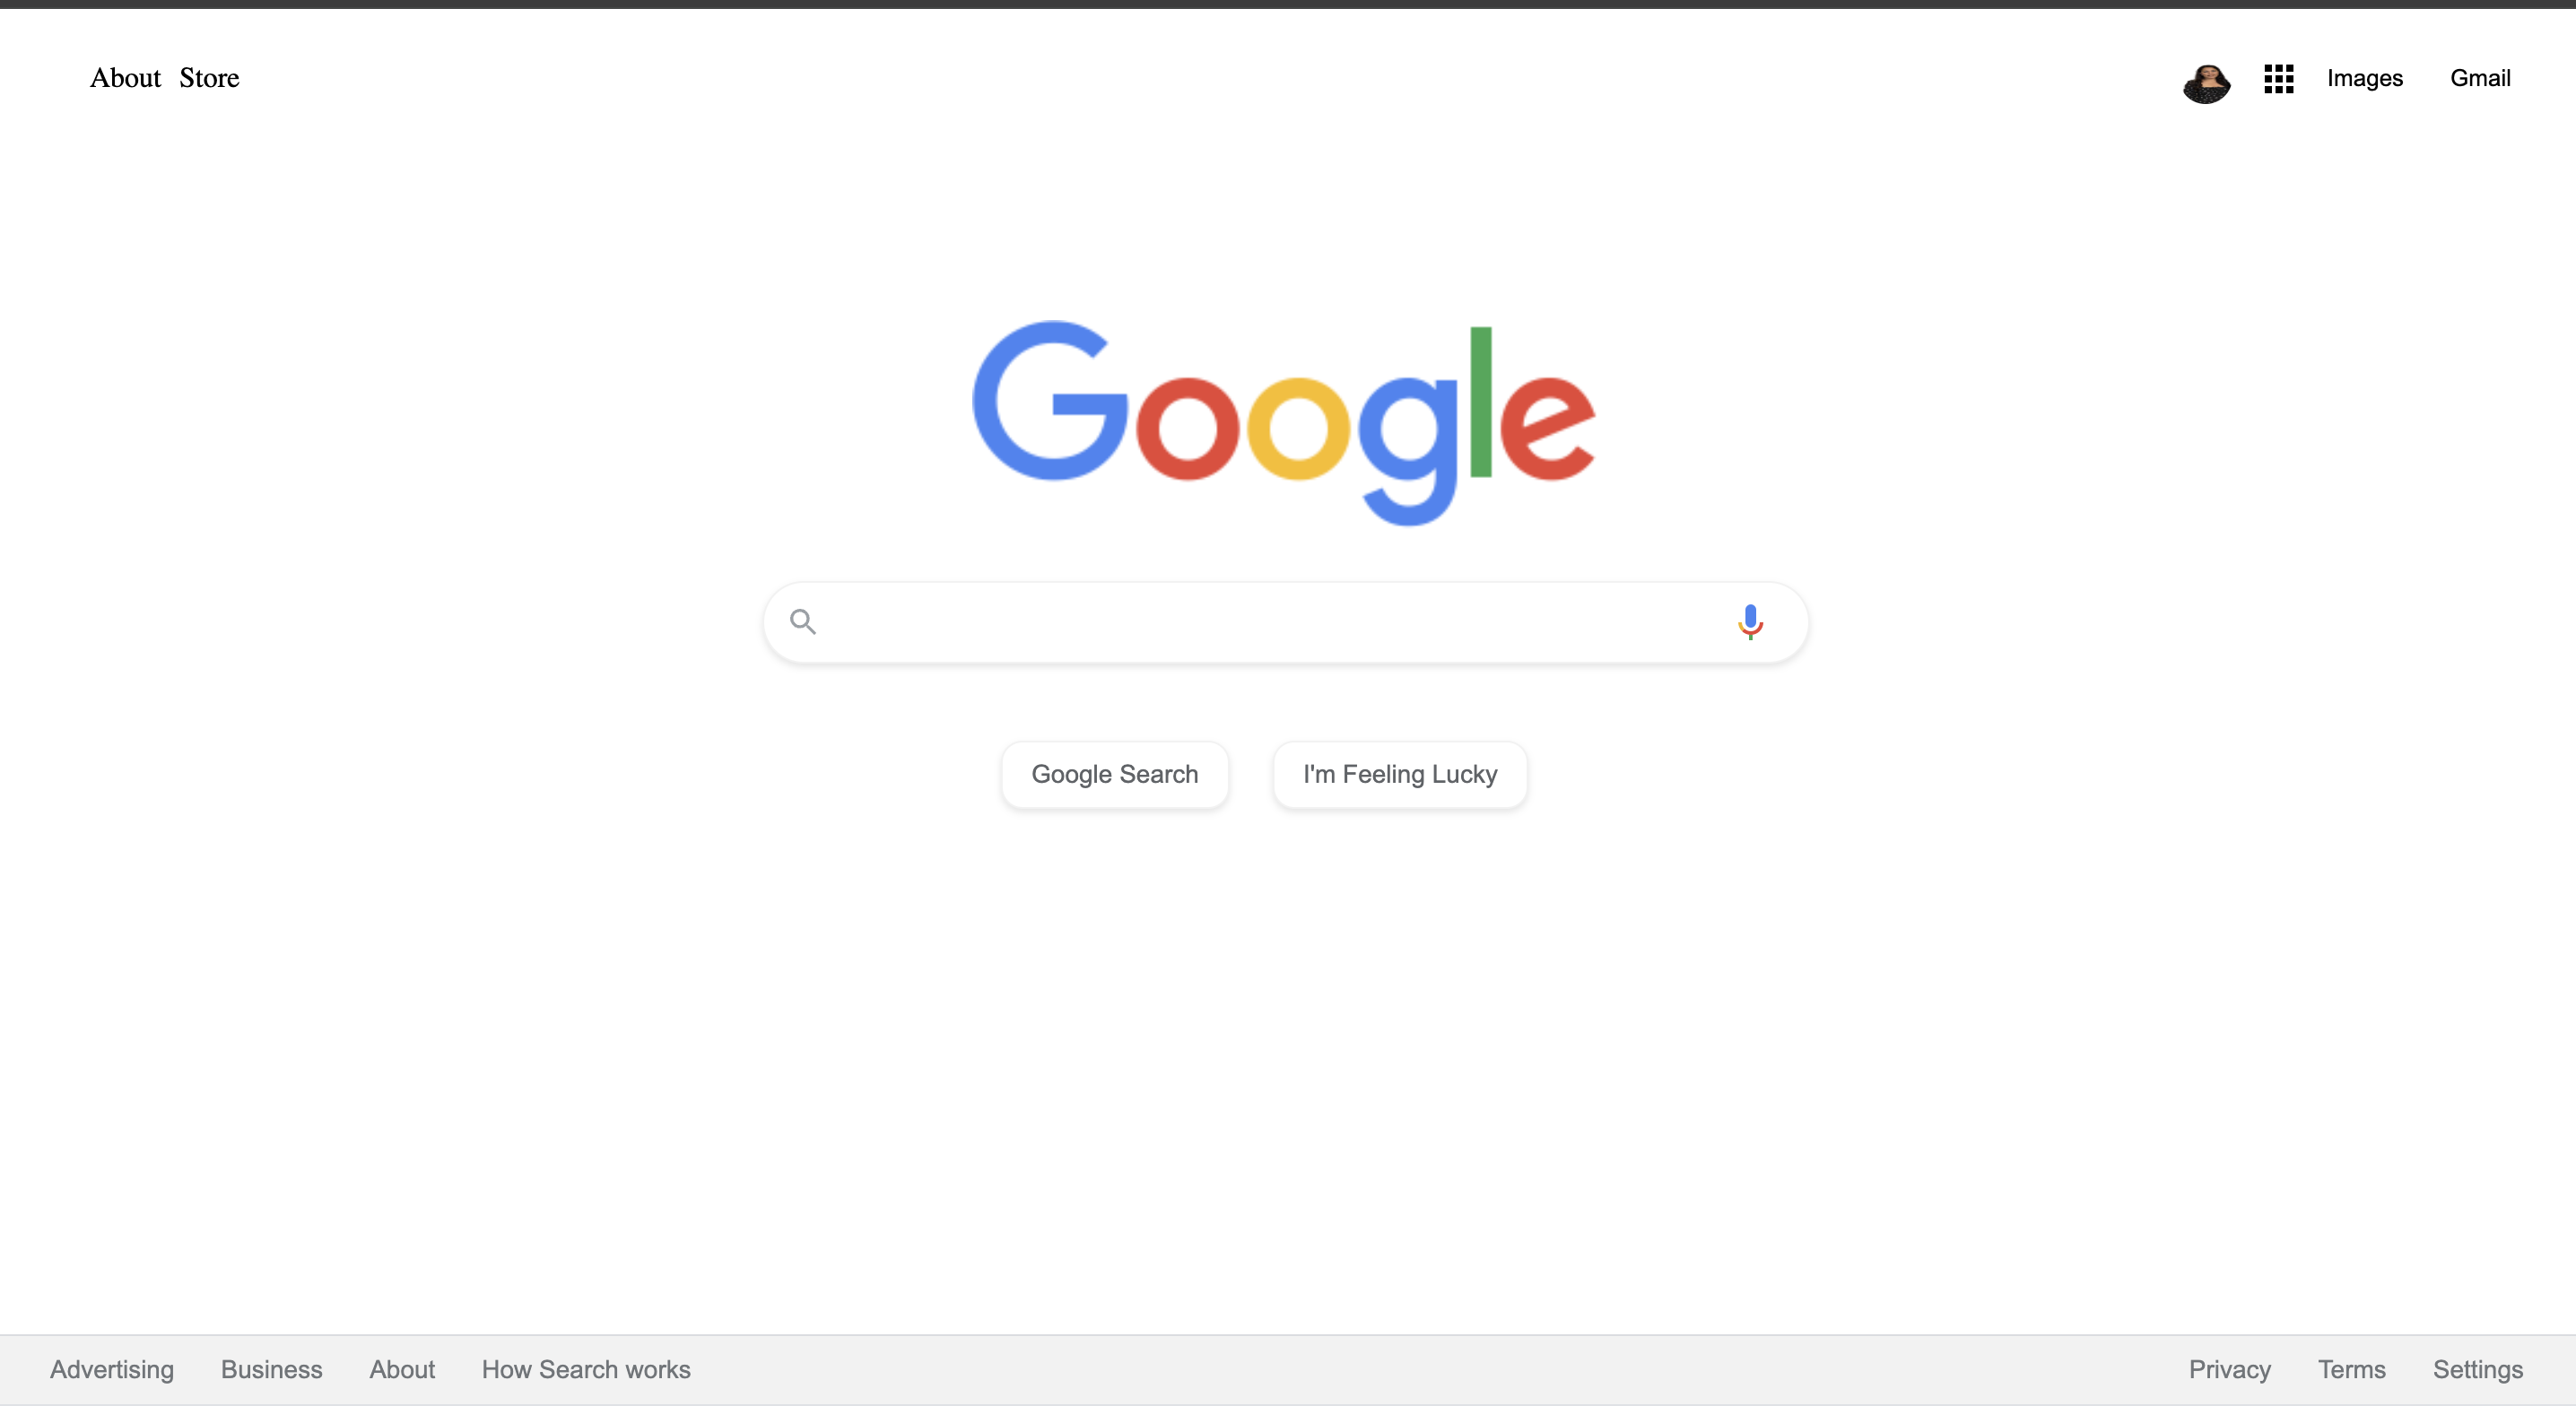 About Store Images Gmail
Google
Google Search I'm Feeling Lucky
Advertising Business About How Search works Privacy Terms Settings